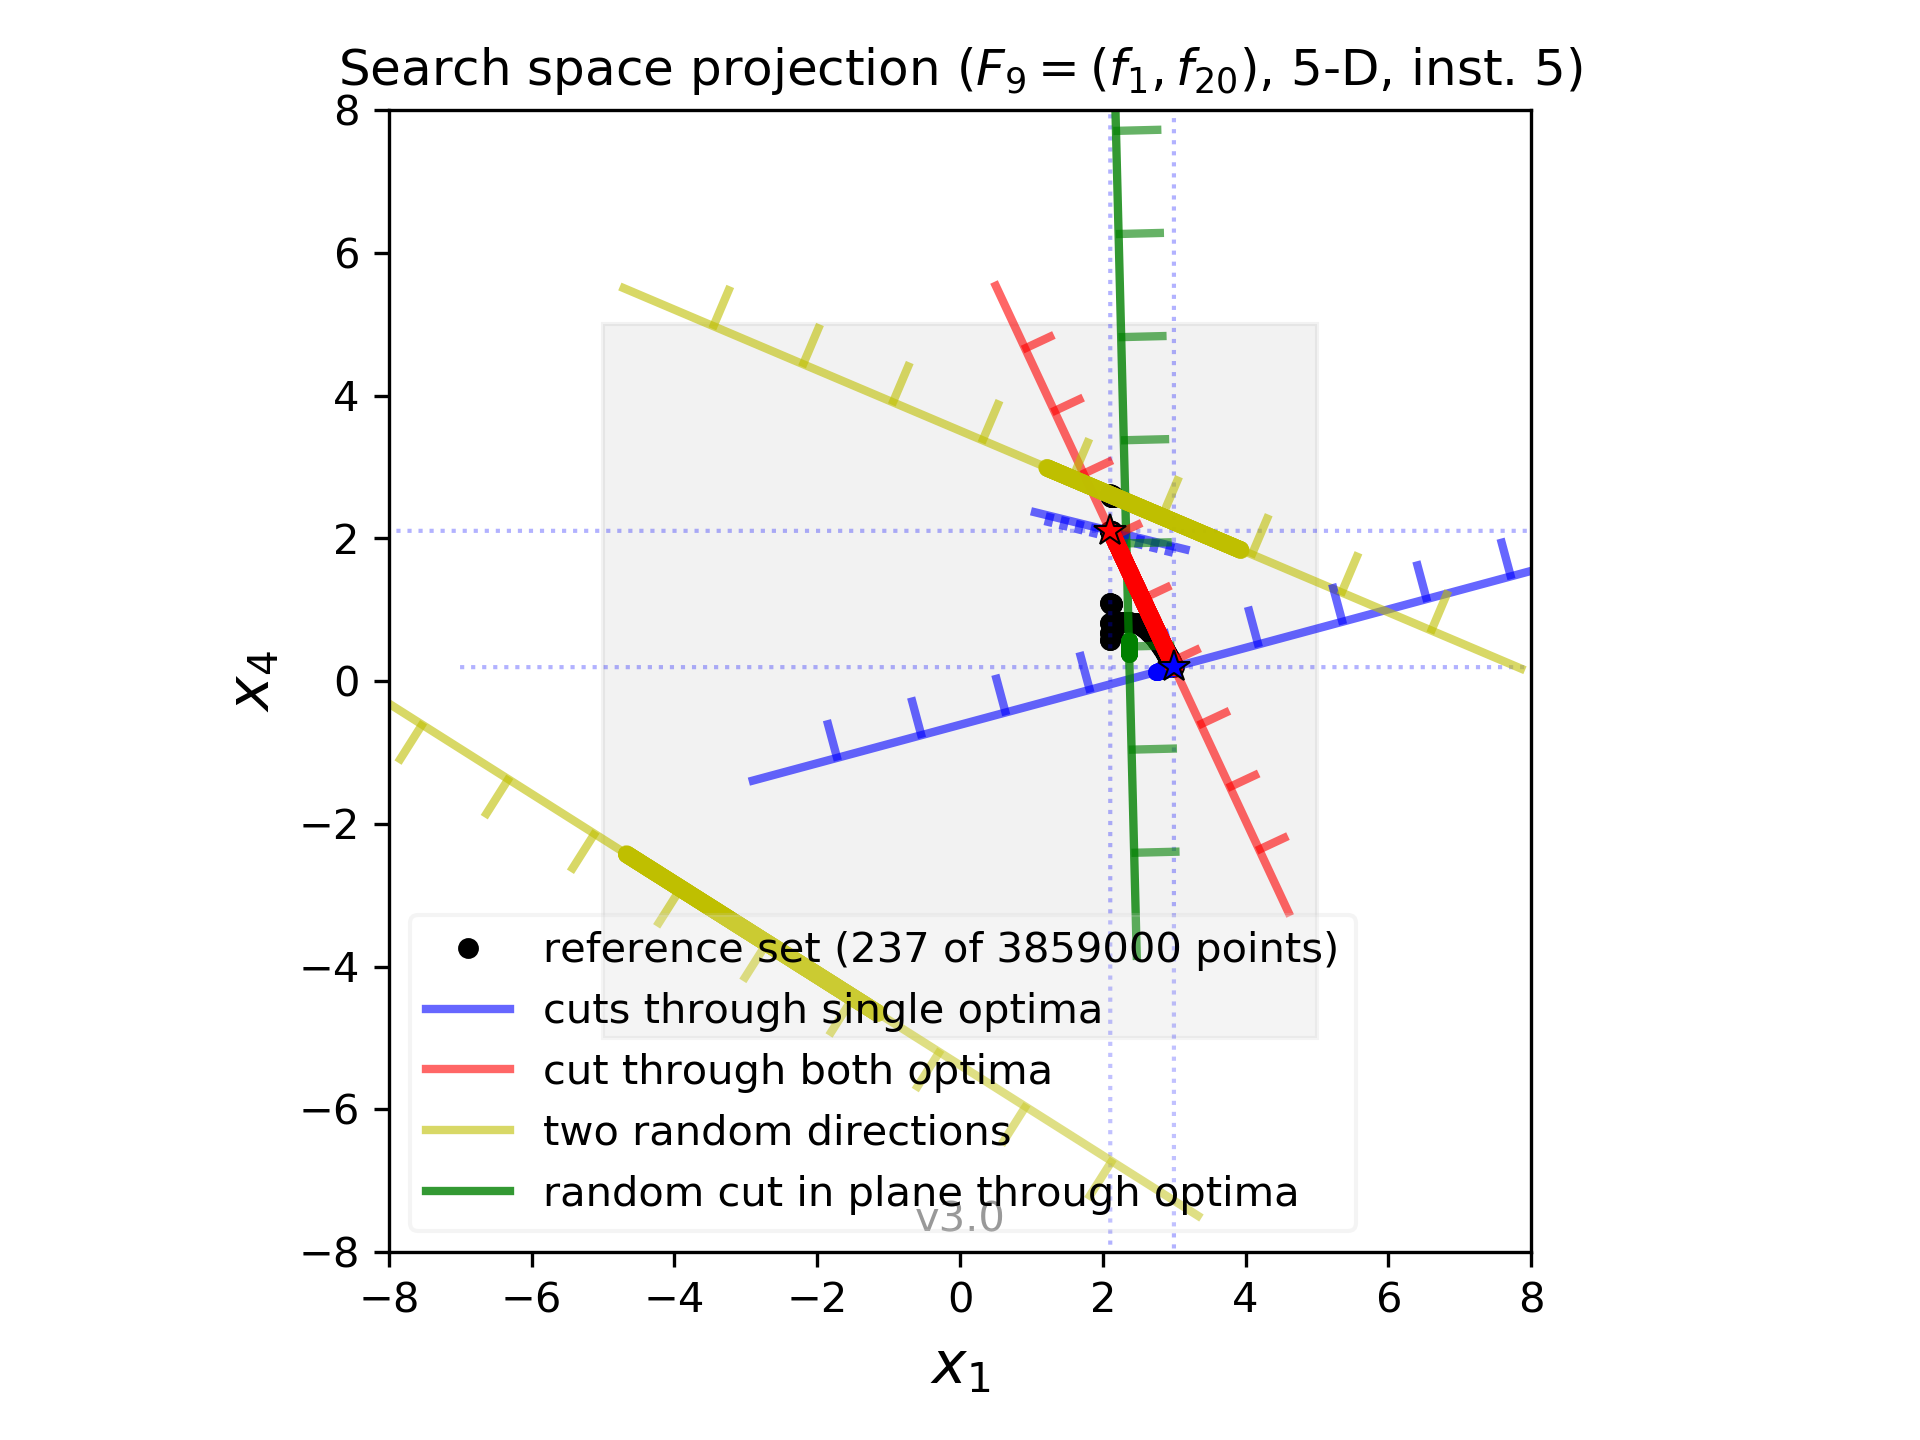 Search space projection (F₉ = (f₁, f₂₀), 5-D, inst. 5)
8
6
4
2
0
−2
−4
−6
−8
x₄
reference set (237 of 3859000 points)
cuts through single optima
cut through both optima
two random directions
random cut in plane through optima
v3.0
−8 −6 −4 −2 0 2 4 6 8
x₁